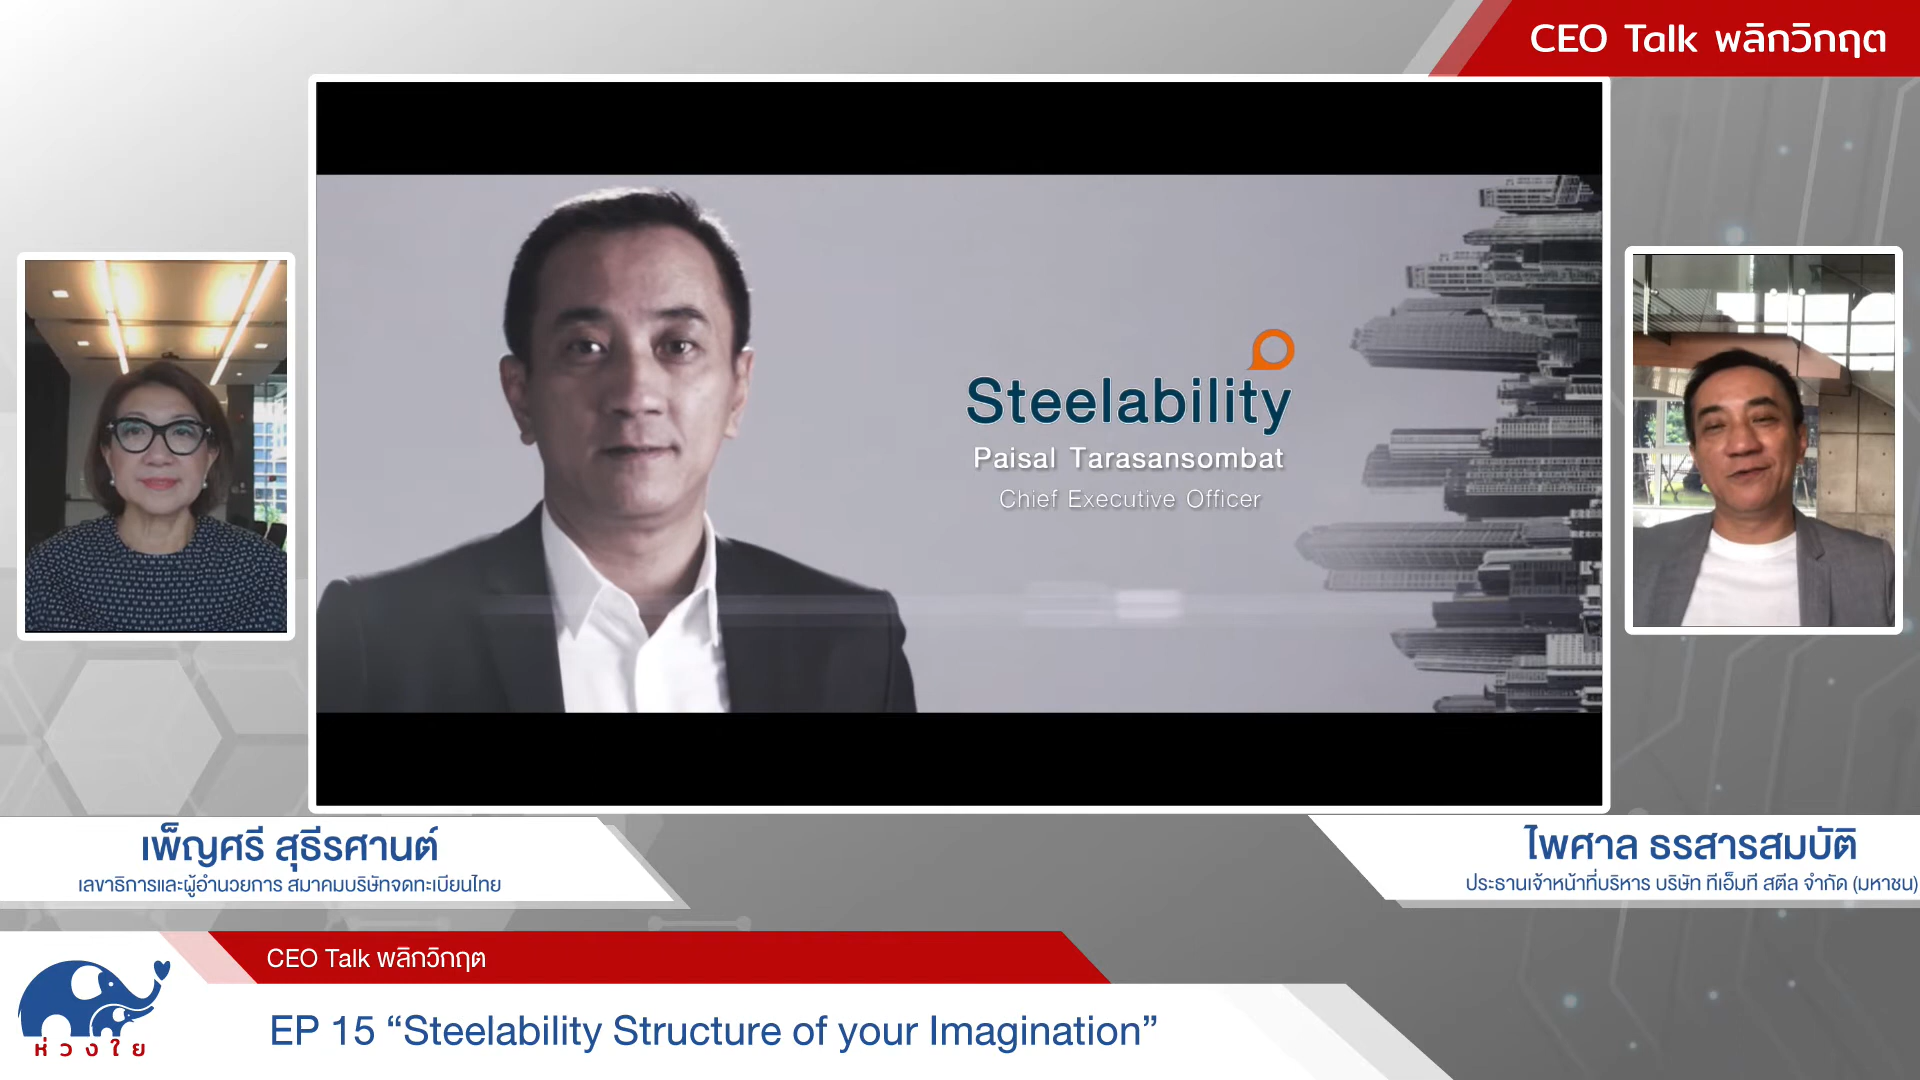 CEO Talk พลิกวิกฤต
Steelability
Paisal Tarasansombat
Chief Executive Officer
เพ็ญศรี สุธีรศานต์
เลขาธิการและผู้อำนวยการ สมาคมบริษัทจดทะเบียนไทย
ไพศาล ธรสารสมบัติ
ประธานเจ้าหน้าที่บริหาร บริษัท ทีเอ็มที สตีล จำกัด (มหาชน)
CEO Talk พลิกวิกฤต
EP 15 “Steelability Structure of your Imagination”
ห่วงใย